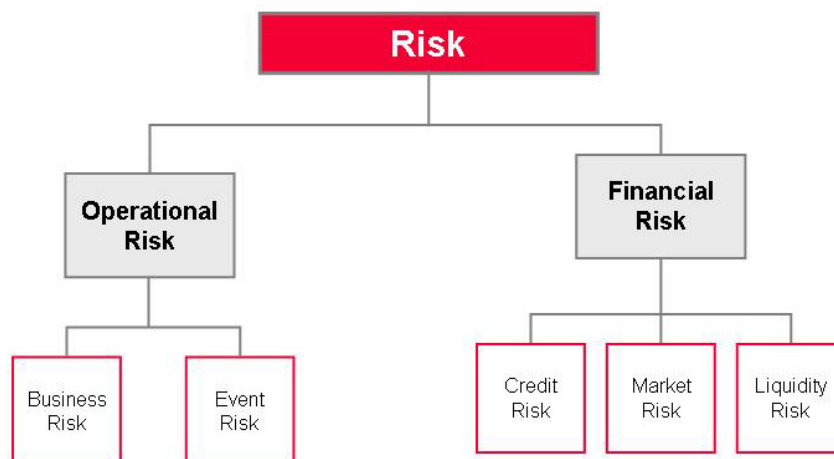 Risk
Operational
Risk
Financial
Risk
Business
Risk
Event
Risk
Credit
Risk
Market
Risk
Liquidity
Risk